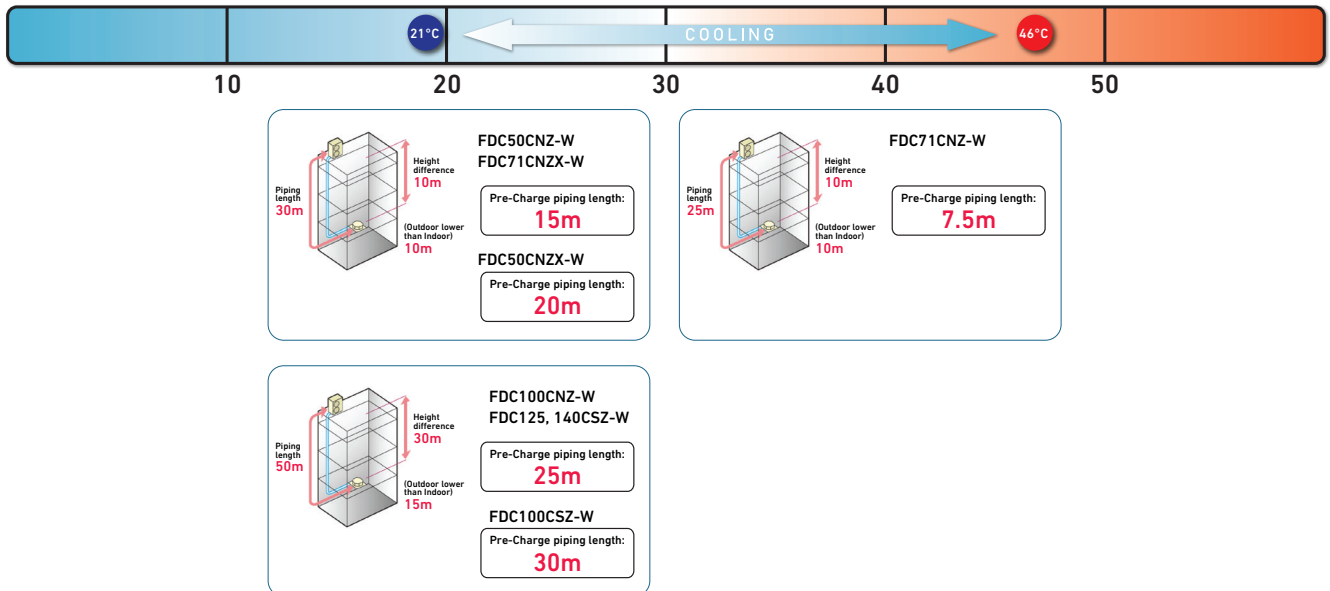 21°C
COOLING
46°C
10
20
30
40
50
FDC50CNZ-W
FDC71CNZX-W
Piping
length
30m
Height
difference
10m
(Outdoor lower
than Indoor)
10m
Pre-Charge piping length:
15m
FDC50CNZX-W
Pre-Charge piping length:
20m
FDC71CNZ-W
Piping
length
25m
Height
difference
10m
(Outdoor lower
than Indoor)
10m
Pre-Charge piping length:
7.5m
FDC100CNZ-W
FDC125, 140CSZ-W
Piping
length
50m
Height
difference
30m
(Outdoor lower
than Indoor)
15m
Pre-Charge piping length:
25m
FDC100CSZ-W
Pre-Charge piping length:
30m